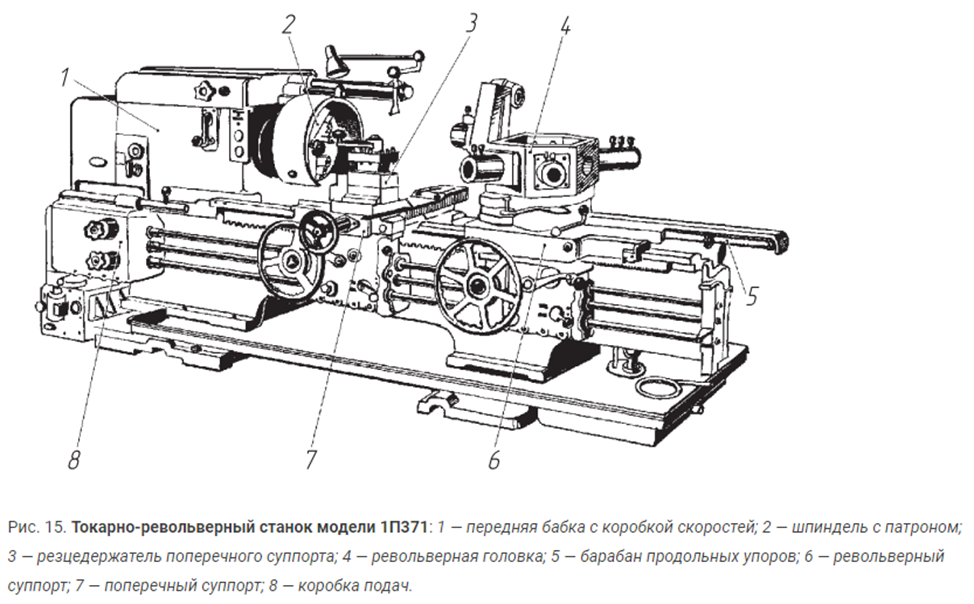 1
2
3
4
5
6
7
8
Рис. 15. Токарно-револьверный станок модели 1П371: 1 — передняя бабка с коробкой скоростей; 2 — шпиндель с патроном;
3 — резцедержатель поперечного суппорта; 4 — револьверная головка; 5 — барабан продольных упоров; 6 — револьверный
суппорт; 7 — поперечный суппорт; 8 — коробка подач.